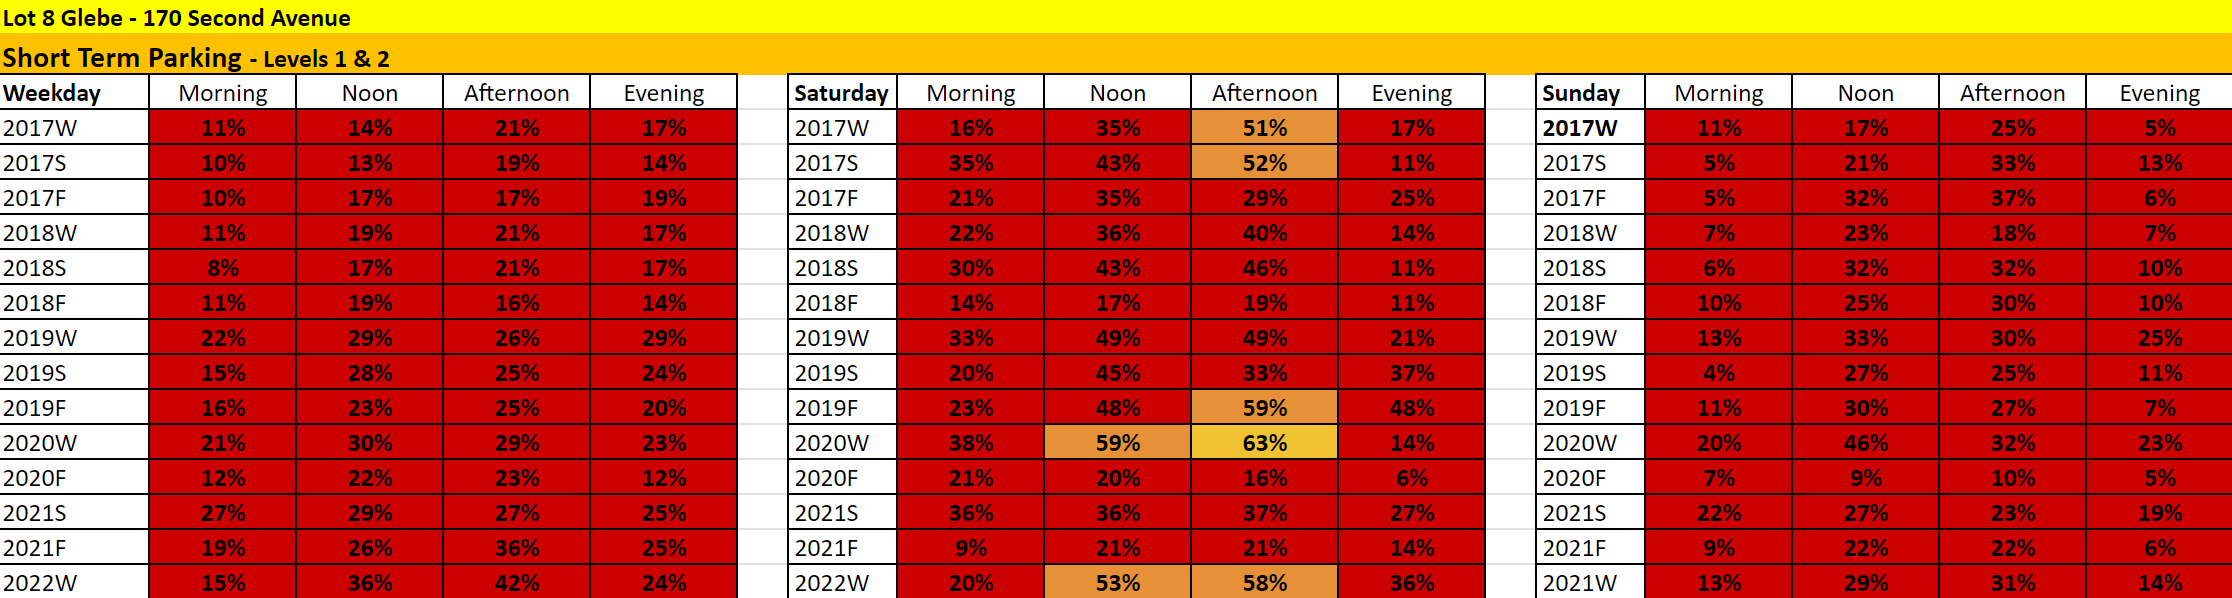 Lot 8 Glebe - 170 Second Avenue
Short Term Parking - Levels 1 & 2
Weekday Morning Noon Afternoon Evening Saturday Morning Noon Afternoon Evening Sunday Morning Noon Afternoon Evening
2017W 11% 14% 21% 17% 2017W 16% 35% 51% 17% 2017W 11% 17% 25% 5%
2017S 10% 13% 19% 14% 2017S 35% 43% 52% 11% 2017S 5% 21% 33% 13%
2017F 10% 17% 17% 19% 2017F 21% 35% 29% 25% 2017F 5% 32% 37% 6%
2018W 11% 19% 21% 17% 2018W 22% 36% 40% 14% 2018W 7% 23% 18% 7%
2018S 8% 17% 21% 17% 2018S 30% 43% 46% 11% 2018S 6% 32% 32% 10%
2018F 11% 19% 16% 14% 2018F 14% 17% 19% 11% 2018F 10% 25% 30% 10%
2019W 22% 29% 26% 29% 2019W 33% 49% 49% 21% 2019W 13% 33% 30% 25%
2019S 15% 28% 25% 24% 2019S 20% 45% 33% 37% 2019S 4% 27% 25% 11%
2019F 16% 23% 25% 20% 2019F 23% 48% 59% 48% 2019F 11% 30% 27% 7%
2020W 21% 30% 29% 23% 2020W 38% 59% 63% 14% 2020W 20% 46% 32% 23%
2020F 12% 22% 23% 12% 2020F 21% 20% 16% 6% 2020F 7% 9% 10% 5%
2021S 27% 29% 27% 25% 2021S 36% 36% 37% 27% 2021S 22% 27% 23% 19%
2021F 19% 26% 36% 25% 2021F 9% 21% 21% 14% 2021F 9% 22% 22% 6%
2022W 15% 36% 42% 24% 2022W 20% 53% 58% 36% 2021W 13% 29% 31% 14%